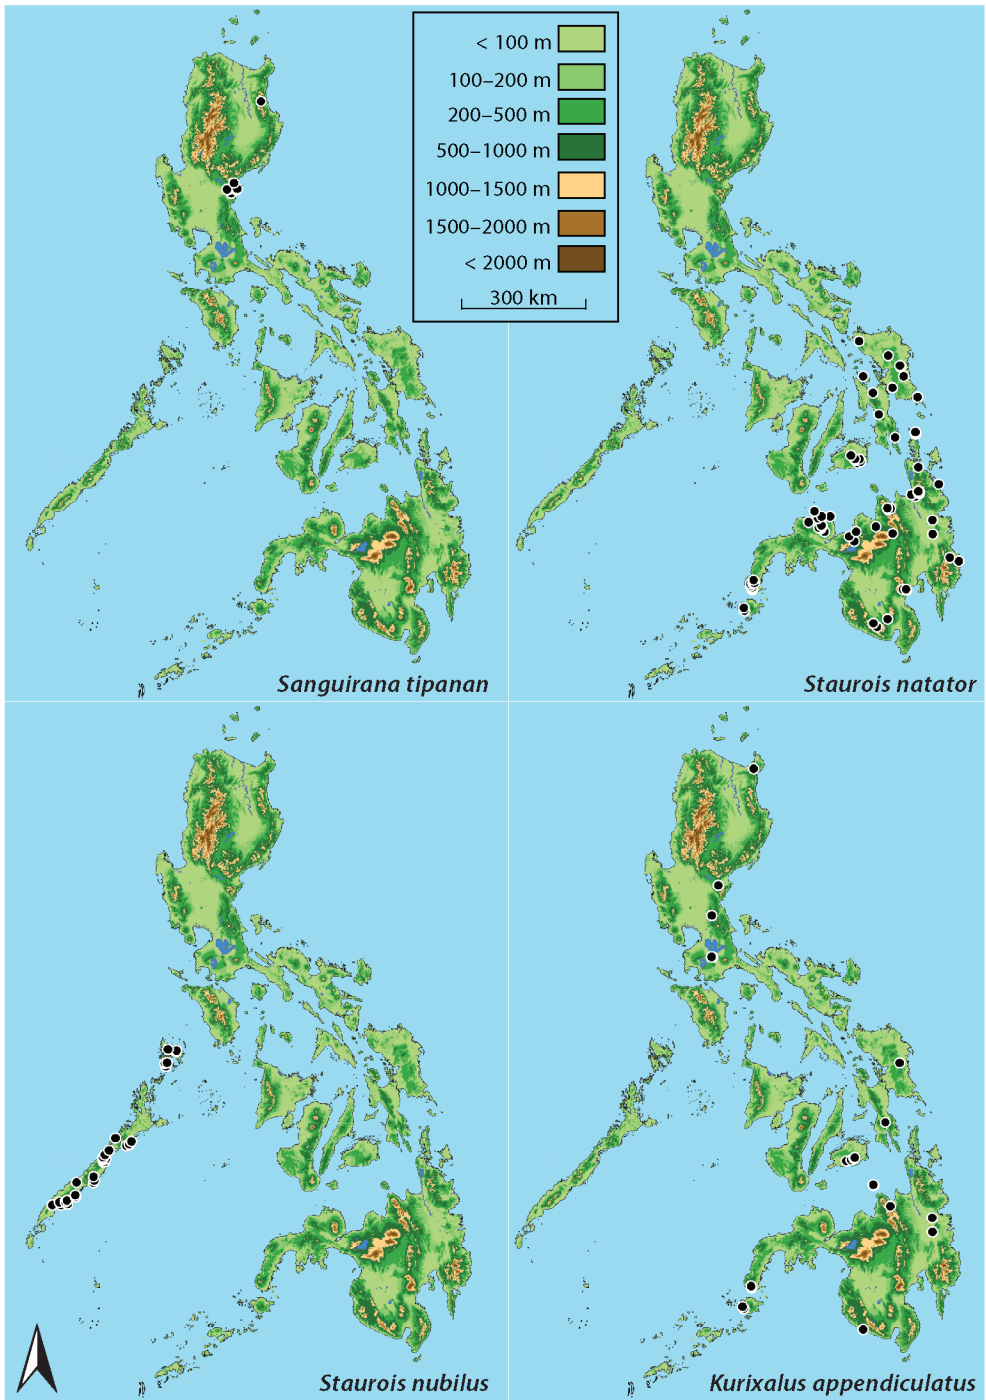 < 100 m
100–200 m
200–500 m
500–1000 m
1000–1500 m
1500–2000 m
< 2000 m
300 km
Sanguirana tipanan
Staurois natator
Staurois nubilus
Kurixalus appendiculatus